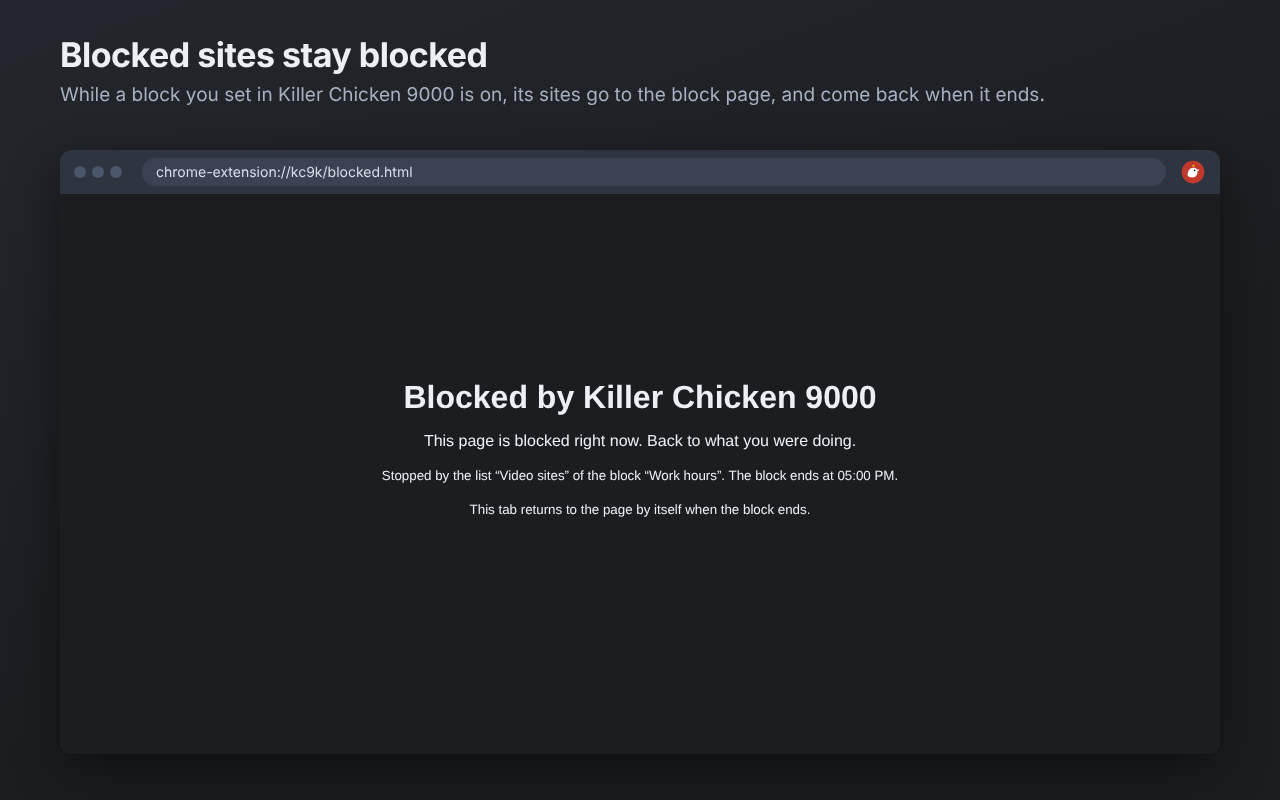 Blocked sites stay blocked
While a block you set in Killer Chicken 9000 is on, its sites go to the block page, and come back when it ends.
chrome-extension://kc9k/blocked.html
Blocked by Killer Chicken 9000
This page is blocked right now. Back to what you were doing.
Stopped by the list “Video sites” of the block “Work hours”. The block ends at 05:00 PM.
This tab returns to the page by itself when the block ends.